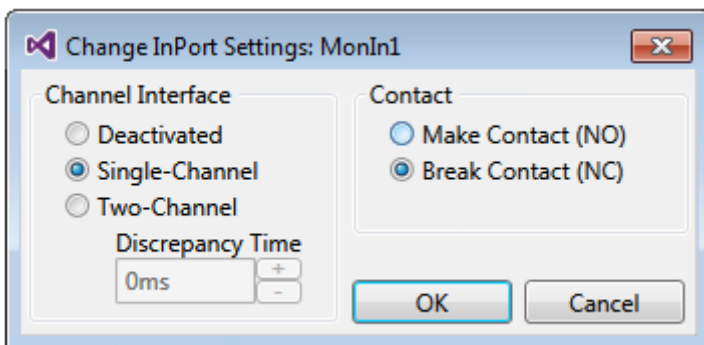 Change InPort Settings: MonIn1
Channel Interface
Deactivated
Single-Channel
Two-Channel
Discrepancy Time
0ms
+
-
Contact
Make Contact (NO)
Break Contact (NC)
OK
Cancel